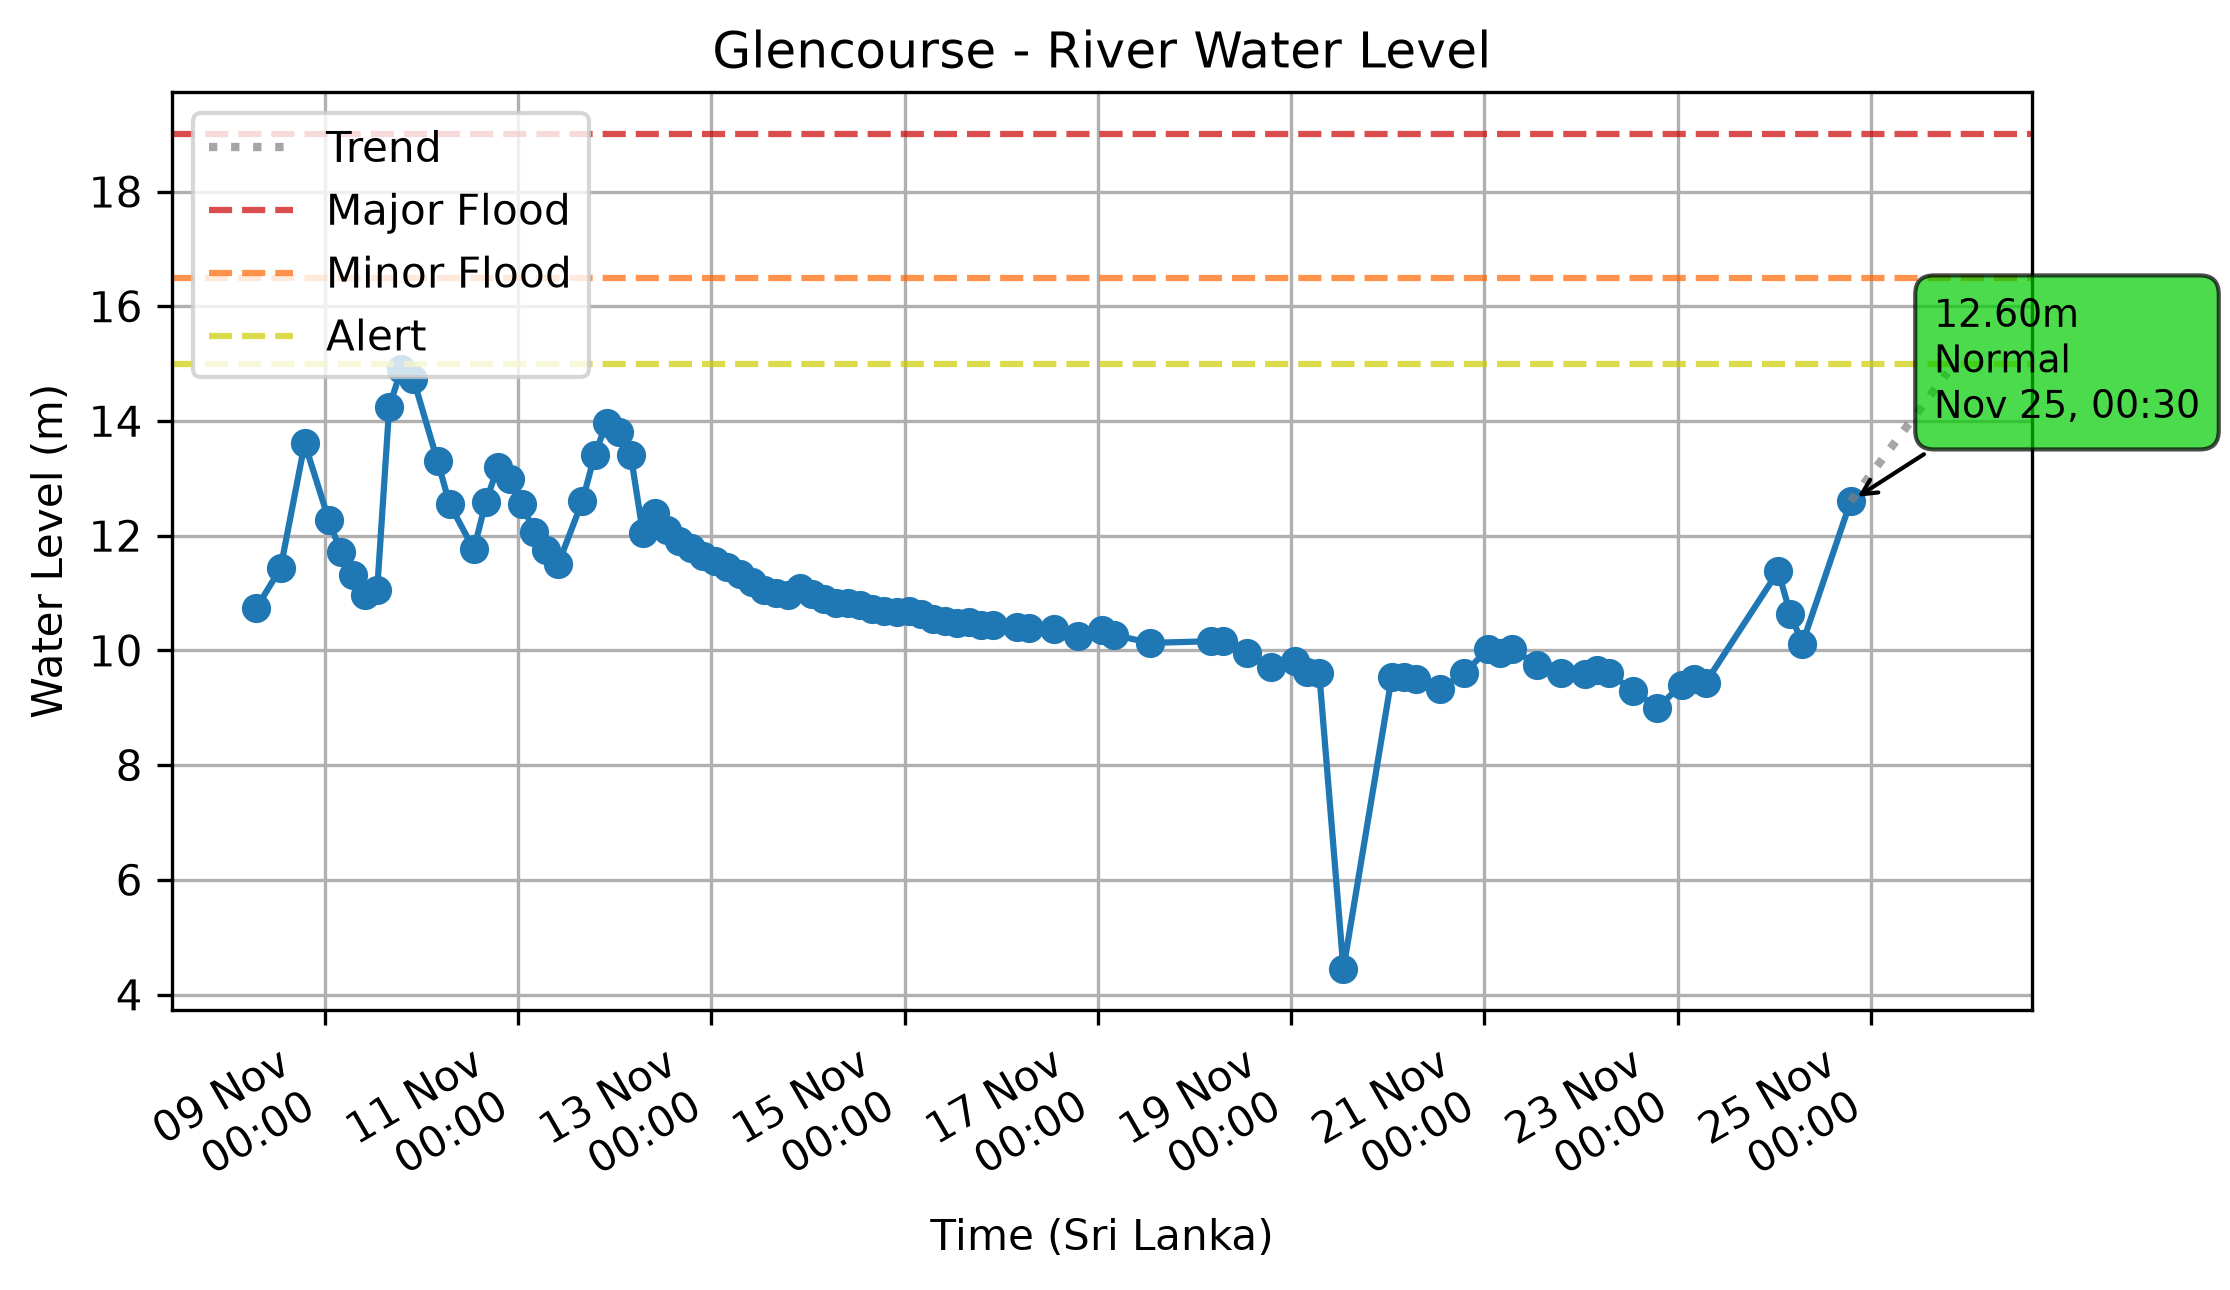 Glencourse - River Water Level
Trend
Major Flood
Minor Flood
Alert
12.60m
Normal
Nov 25, 00:30
Water Level (m)
18
16
14
12
10
8
6
4
09 Nov
00:00
11 Nov
00:00
13 Nov
00:00
15 Nov
00:00
17 Nov
00:00
19 Nov
00:00
21 Nov
00:00
23 Nov
00:00
25 Nov
00:00
Time (Sri Lanka)